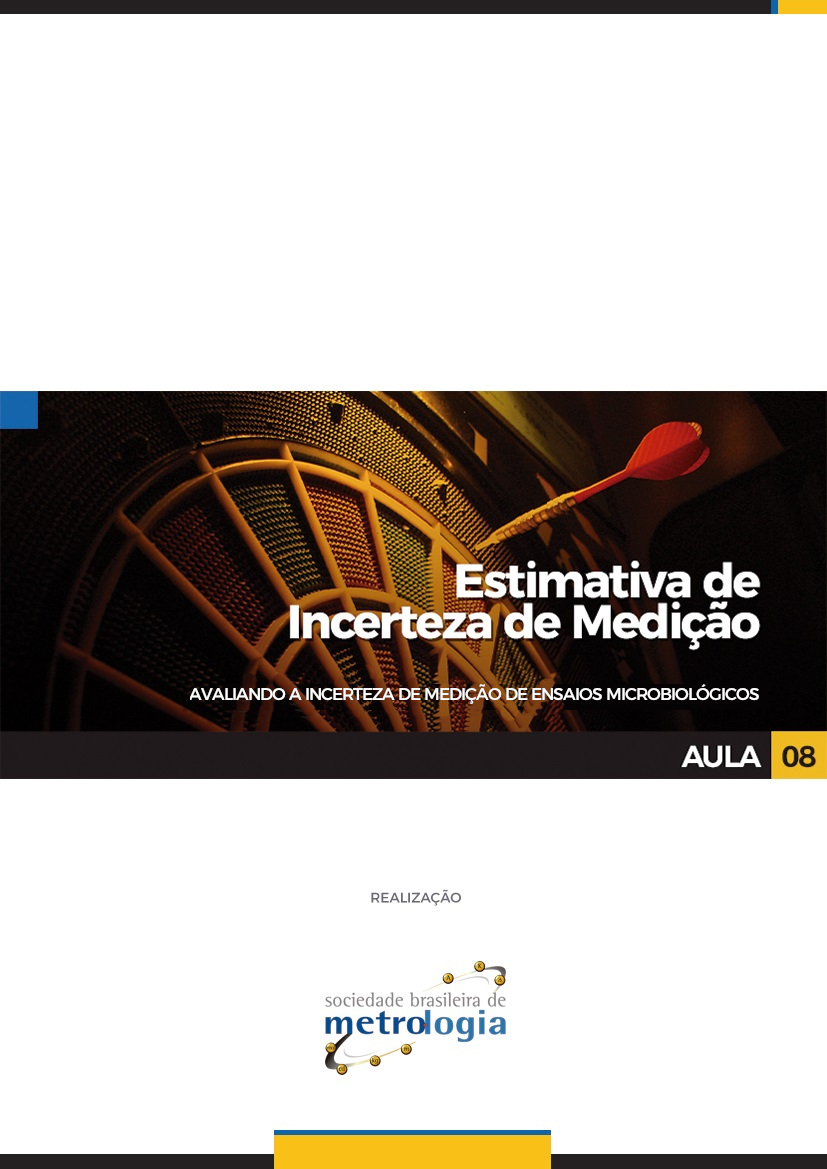 Estimativa de
Incerteza de Medição
AVALIANDO A INCERTEZA DE MEDIÇÃO DE ENSAIOS MICROBIOLÓGICOS
AULA 08
REALIZAÇÃO
sociedade brasileira de
metrologia